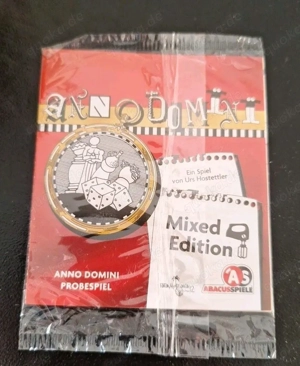 ANNO DOMINI
Ein Spiel
von Urs Hostettler
Mixed
Edition
ANNO DOMINI
PROBESPIEL
ABACUSSPIELE